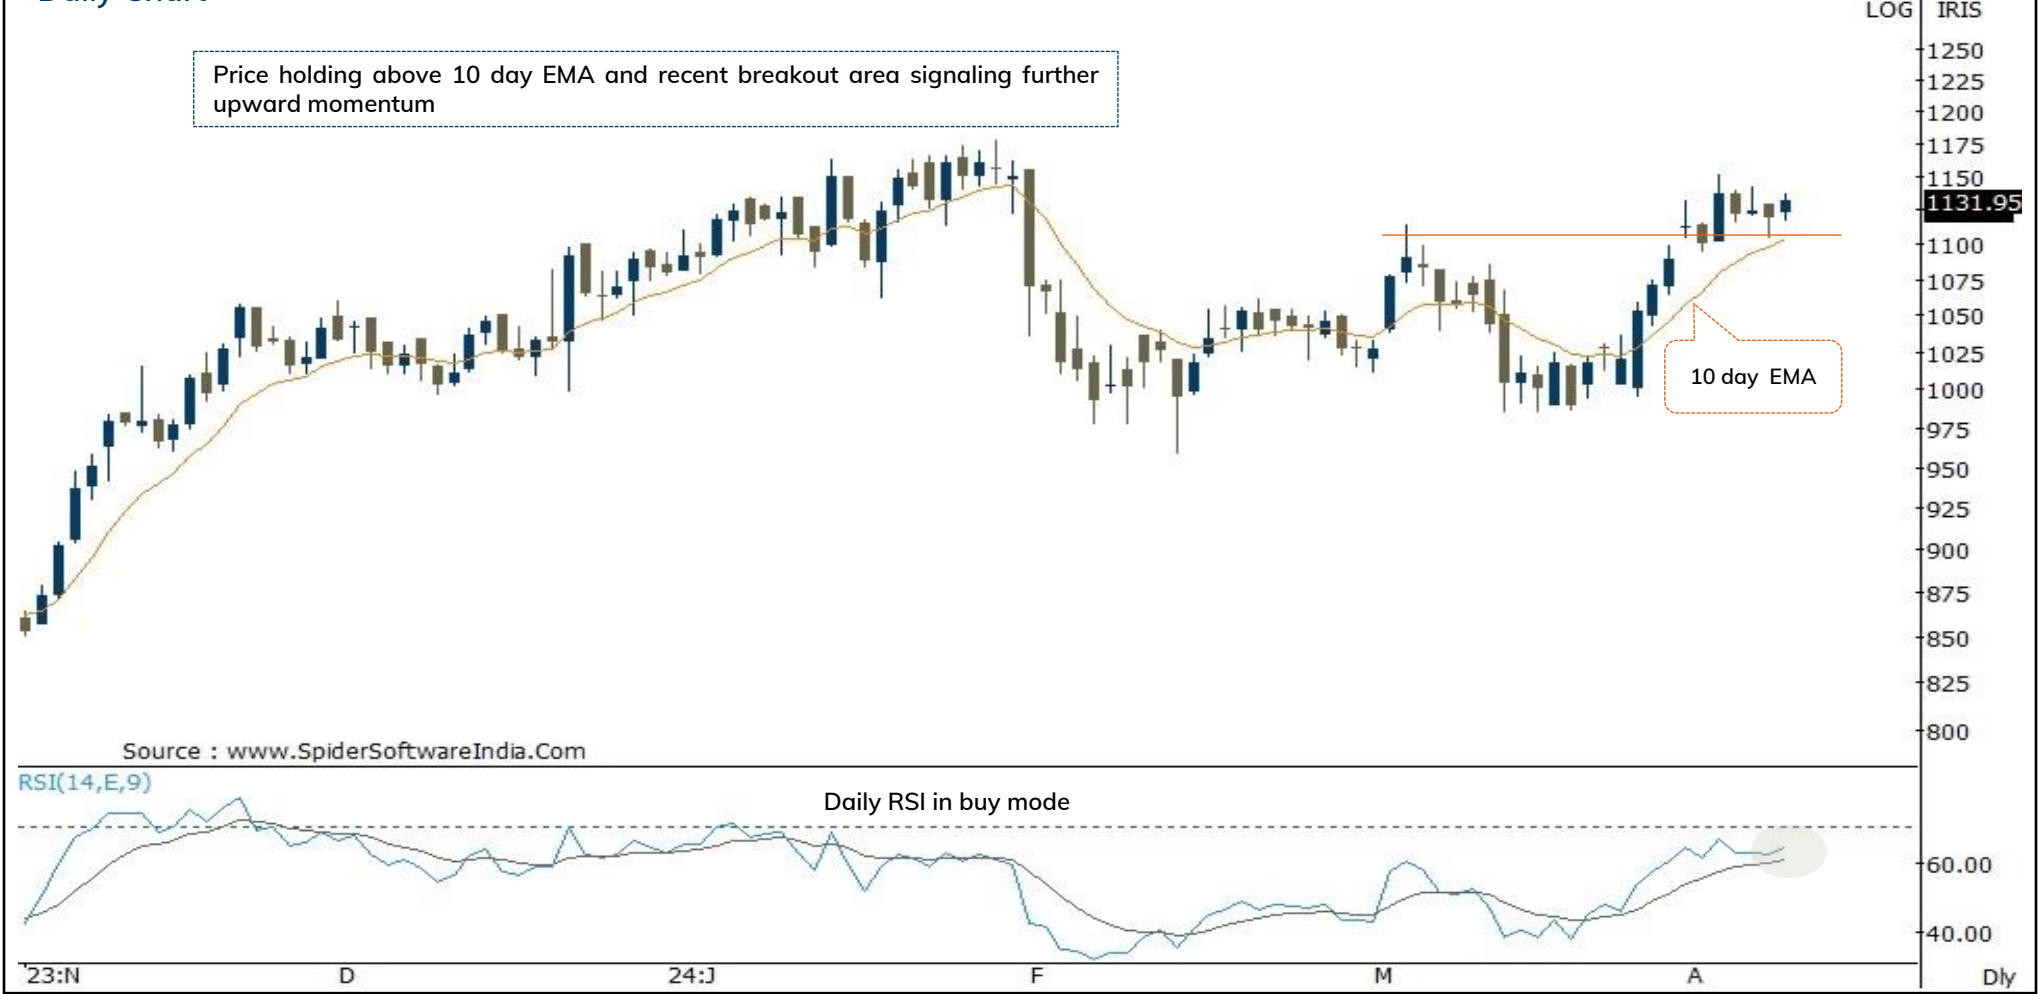 Daily Chart
LOG IRIS
Price holding above 10 day EMA and recent breakout area signaling further
upward momentum
1250
1225
1200
1175
1150
1131.95
1100
1075
1050
1025
1000
975
950
925
900
875
850
825
800
10 day EMA
Source : www.SpiderSoftwareIndia.Com
RSI(14,E,9)
Daily RSI in buy mode
60.00
40.00
23:N D 24:J F M A Dly